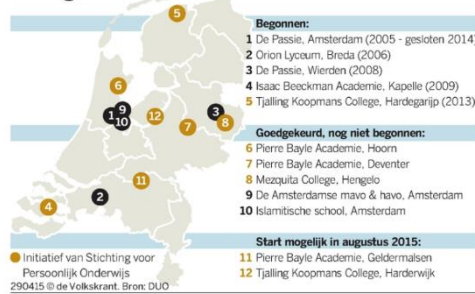 Begonnen:
1 De Passie, Amsterdam (2005 - gesloten 2014)
2 Orion Lyceum, Breda (2006)
3 De Passie, Wierden (2008)
4 Isaac Beeckman Academie, Kapelle (2009)
5 Tjalling Koopmans College, Hardegarijp (2013)
Goedgekeurd, nog niet begonnen:
6 Pierre Bayle Academie, Hoorn
7 Pierre Bayle Academie, Deventer
8 Mezquita College, Hengelo
9 De Amsterdamse mavo & havo, Amsterdam
10 Islamitische school, Amsterdam
Start mogelijk in augustus 2015:
11 Pierre Bayle Academie, Geldermalsen
12 Tjalling Koopmans College, Harderwijk
5
6
1
9
10
12
7
3
8
11
2
4
Initiatief van Stichting voor
Persoonlijk Onderwijs
290415 © de Volkskrant. Bron: DUO